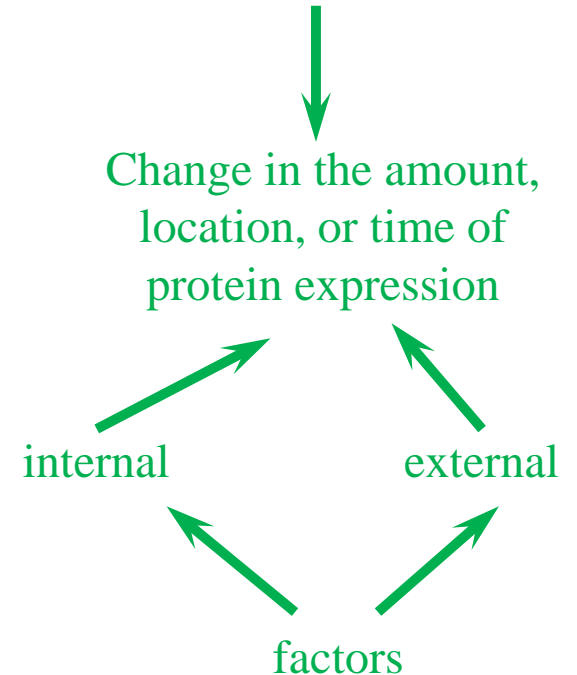 Change in the amount,
location, or time of
protein expression
internal
external
factors